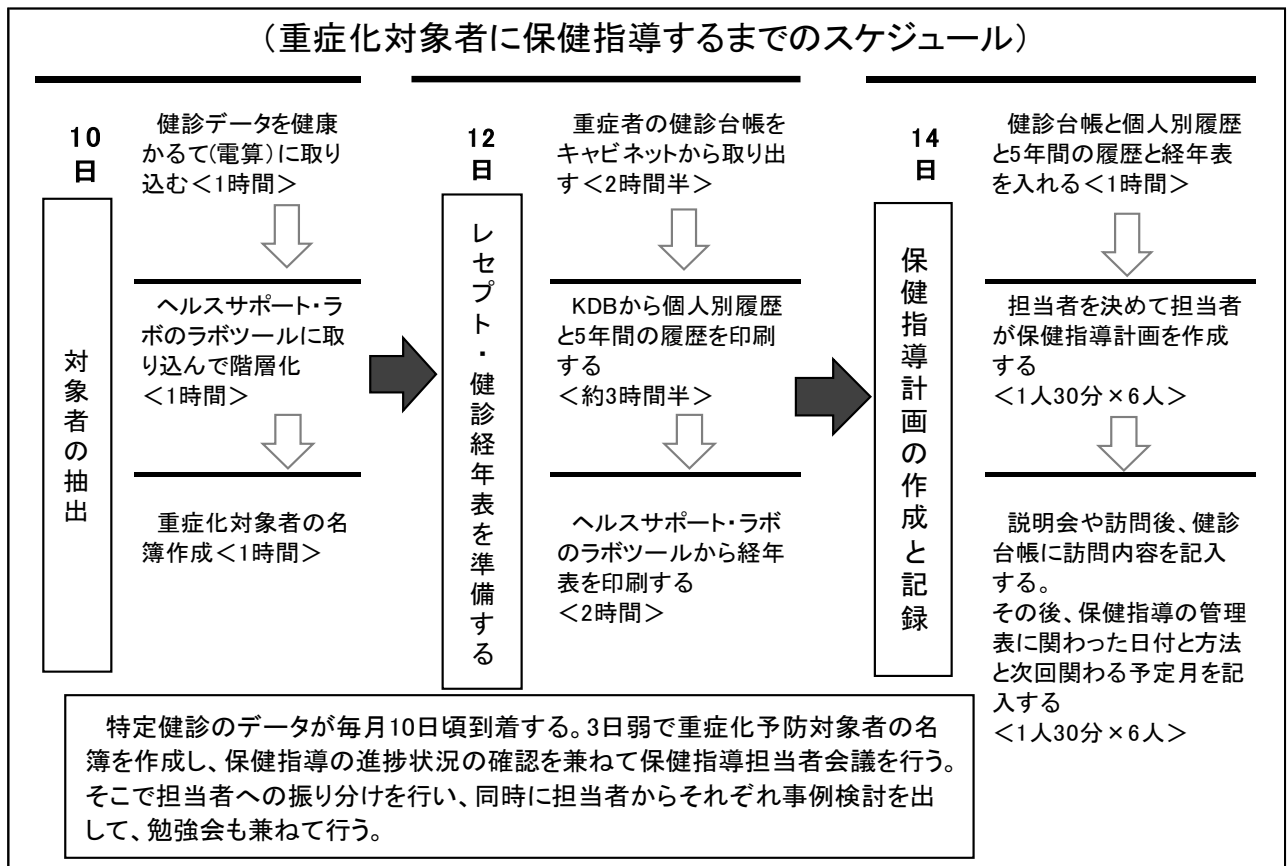 （重症化対象者に保健指導するまでのスケジュール）
10
日
対象者の抽出
健診データを健康
かるて(電算)に取り
込む＜1時間＞
ヘルスサポート・ラ
ボのラボツールに取
り込んで階層化
＜1時間＞
重症化対象者の名
簿作成＜1時間＞
12
日
レセプト・健診経年表を準備する
重症者の健診台帳を
キャビネットから取り出
す＜2時間半＞
KDBから個人別履歴
と5年間の履歴を印刷
する
＜約3時間半＞
ヘルスサポート・ラボ
のラボツールから経年
表を印刷する
＜2時間＞
14
日
保健指導計画の作成と記録
健診台帳と個人別履歴
と5年間の履歴と経年表
を入れる＜1時間＞
担当者を決めて担当者
が保健指導計画を作成
する
＜1人30分×6人＞
説明会や訪問後、健診
台帳に訪問内容を記入
する。
その後、保健指導の管理
表に関わった日付と方法
と次回関わる予定月を記
入する
＜1人30分×6人＞
特定健診のデータが毎月10日頃到着する。3日弱で重症化予防対象者の名
簿を作成し、保健指導の進捗状況の確認を兼ねて保健指導担当者会議を行う。
そこで担当者への振り分けを行い、同時に担当者からそれぞれ事例検討を出
して、勉強会も兼ねて行う。